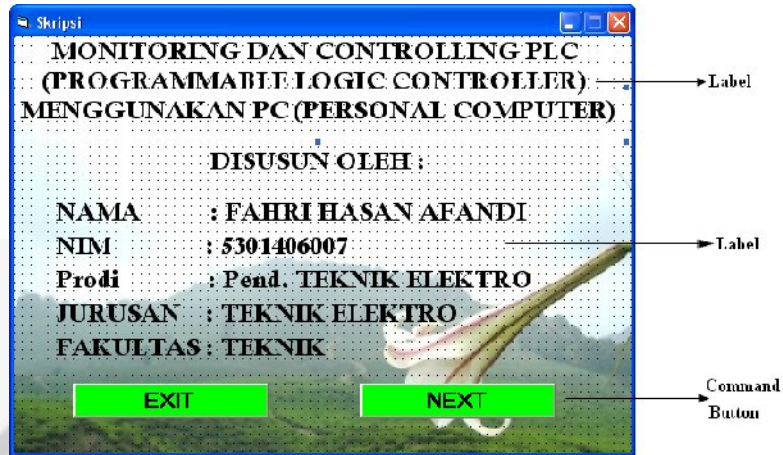 Skripsi
MONITORING DAN CONTROLLING PLC
(PROGRAMMABLE LOGIC CONTROLLER)
MENGGUNAKAN PC (PERSONAL COMPUTER)
DISUSUN OLEH :
NAMA : FAHRI HASAN AFANDI
NIM : 5301406007
Prodi : Pend. TEKNIK ELEKTRO
JURUSAN : TEKNIK ELEKTRO
FAKULTAS : TEKNIK
EXIT NEXT
Label
Label
Command
Button